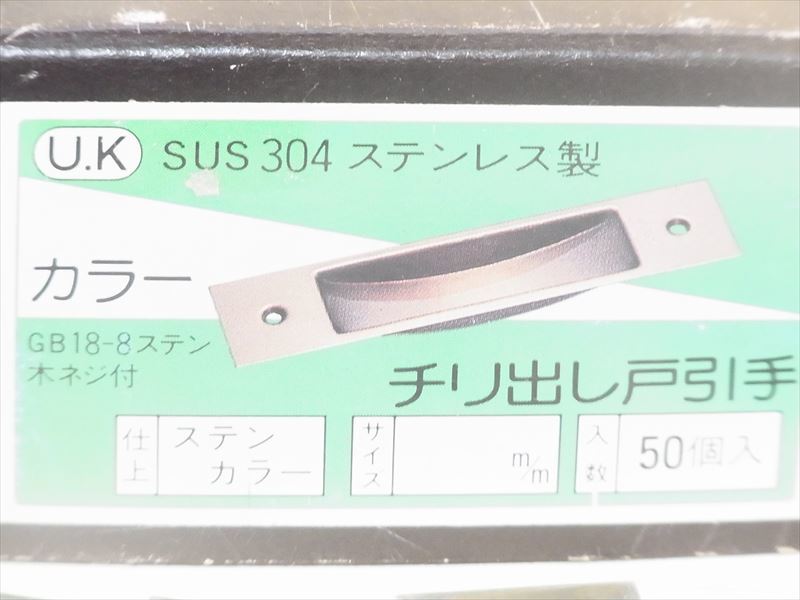 U.K SUS 304 ステンレス製
カラー
GB18-8ステン
木ネジ付
チリ出し戸引手
仕上 ステン
カラー
サイズ m/m
入数 50個入